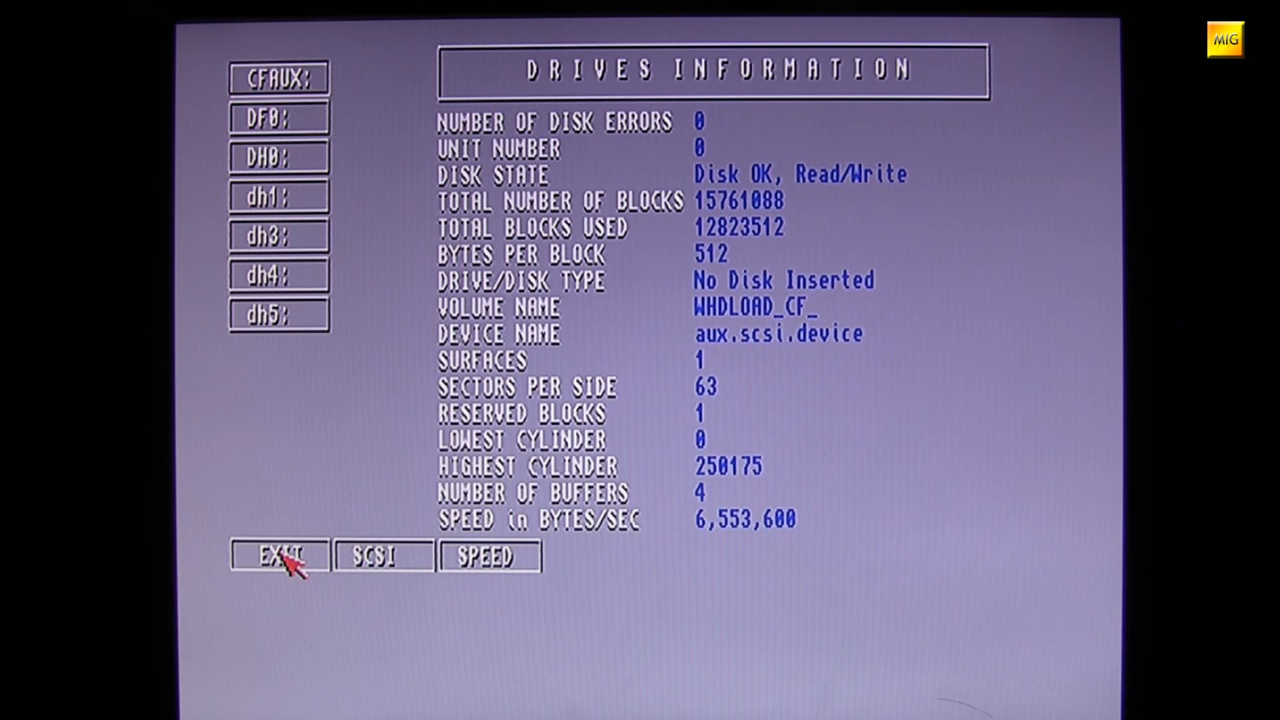 MIG
DRIVES INFORMATION
CFAUX:
DF0:
DH0:
dh1:
dh3:
dh4:
dh5:
NUMBER OF DISK ERRORS 0
UNIT NUMBER 0
DISK STATE Disk OK, Read/Write
TOTAL NUMBER OF BLOCKS 15761088
TOTAL BLOCKS USED 12823512
BYTES PER BLOCK 512
DRIVE/DISK TYPE No Disk Inserted
VOLUME NAME WHDLOAD_CF_
DEVICE NAME aux.scsi.device
SURFACES 1
SECTORS PER SIDE 63
RESERVED BLOCKS 1
LOWEST CYLINDER 0
HIGHEST CYLINDER 250175
NUMBER OF BUFFERS 4
SPEED in BYTES/SEC 6,553,600
EXIT SCSI SPEED